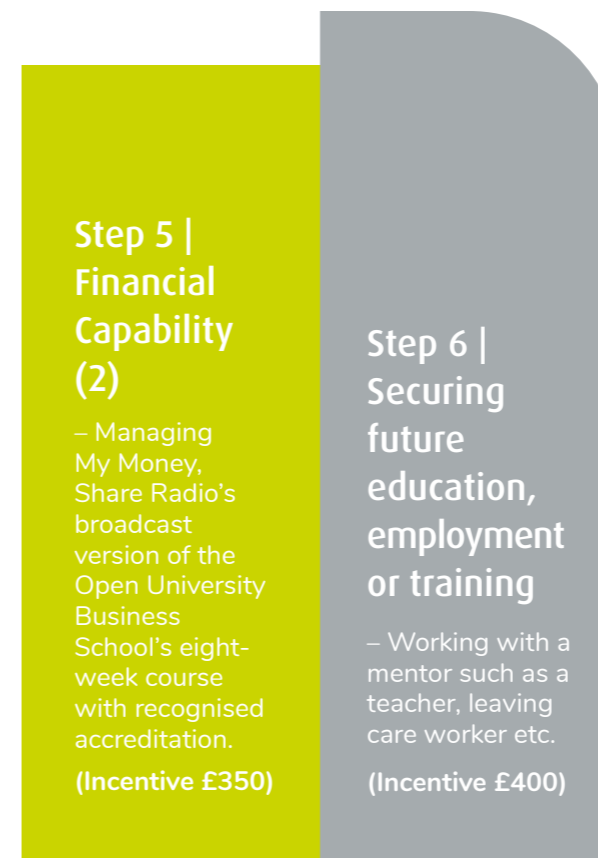 Step 5 |
Financial
Capability
(2)
– Managing
My Money,
Share Radio’s
broadcast
version of the
Open University
Business
School’s eight-
week course
with recognised
accreditation.
(Incentive £350)
Step 6 |
Securing
future
education,
employment
or training
– Working with a
mentor such as a
teacher, leaving
care worker etc.
(Incentive £400)